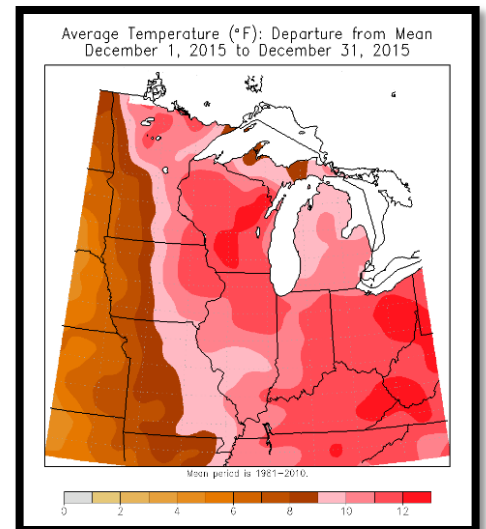 Average Temperature (°F): Departure from Mean
December 1, 2015 to December 31, 2015
Mean period is 1981-2010.
0 2 4 6 8 10 12